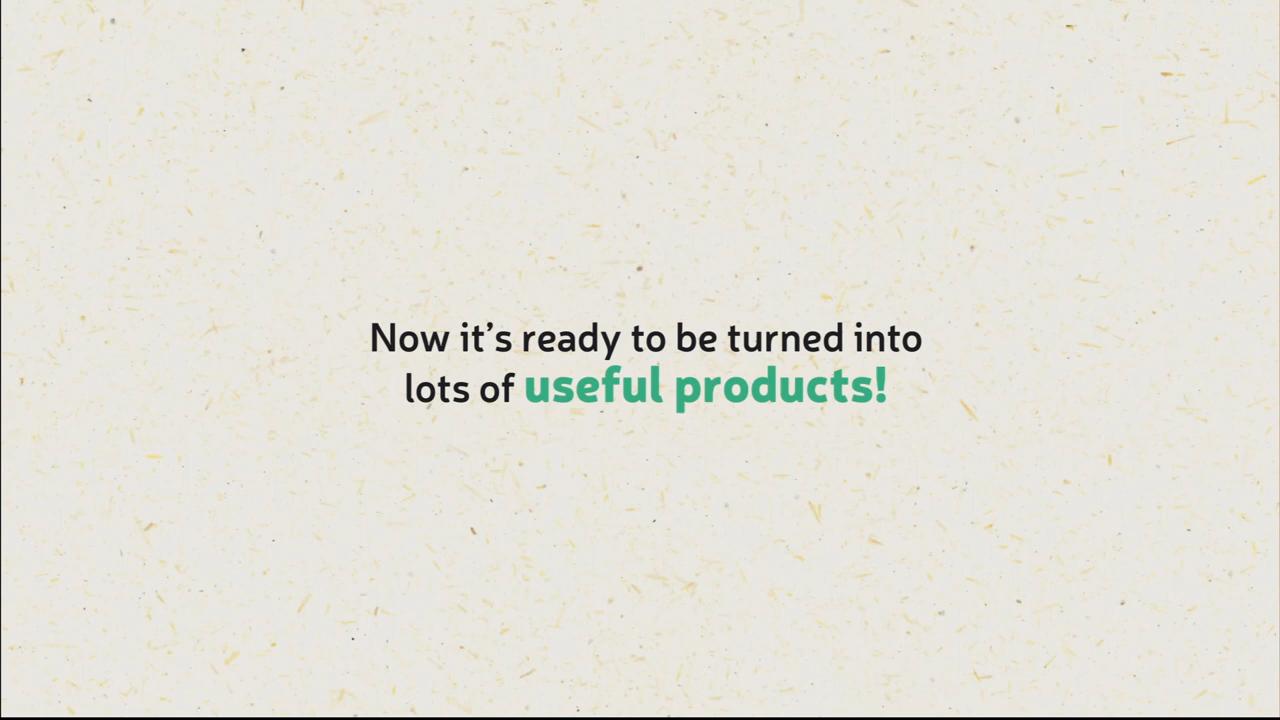 Now it’s ready to be turned into
lots of useful products!